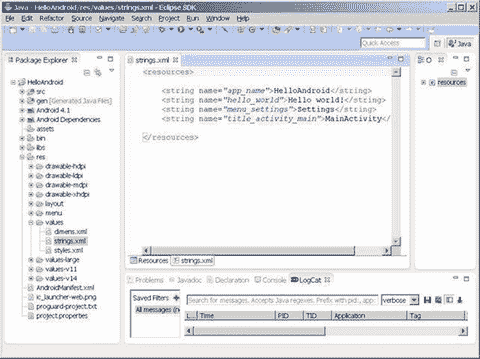 Java - HelloAndroid/res/values/strings.xml - Eclipse SDK
File Edit Refactor Source Navigate Search Project Run Window Help
Quick Access
Java
Package Explorer
HelloAndroid
src
gen [Generated Java Files]
Android 4.1
Android Dependencies
assets
bin
libs
res
drawable-hdpi
drawable-ldpi
drawable-mdpi
drawable-xhdpi
layout
menu
values
dimens.xml
strings.xml
styles.xml
values-large
values-v11
values-v14
AndroidManifest.xml
ic_launcher-web.png
proguard-project.txt
project.properties
strings.xml
<resources>
<string name="app_name">HelloAndroid</string>
<string name="hello_world">Hello world!</string>
<string name="menu_settings">Settings</string>
<string name="title_activity_main">MainActivity</
</resources>
Resources strings.xml
O
resources
Problems Javadoc Declaration Console LogCat
Saved Filters
All messages (n
Search for messages. Accepts Java regexes. Prefix with pid:, app
verbose
L... Time PID TID Application Tag